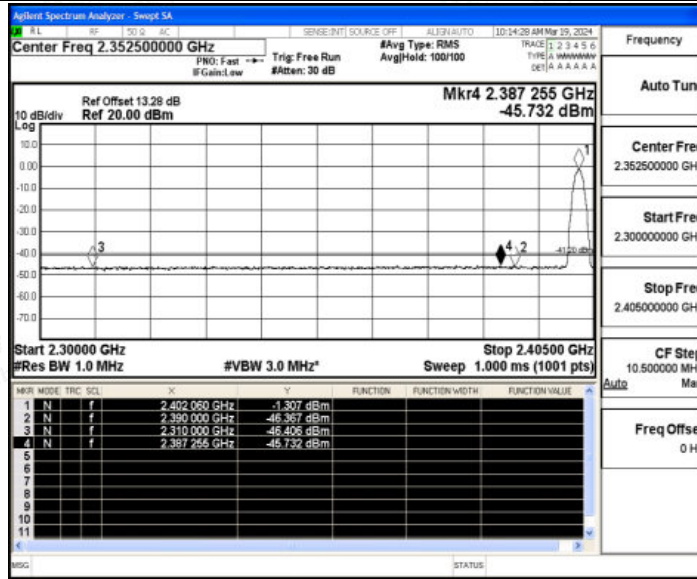 Agilent Spectrum Analyzer - Swept SA
RL RF 50 Ω AC SENSE:INT SOURCE OFF ALIGN AUTO 10:14:28 AM Mar 19, 2024
Center Freq 2.352500000 GHz
PNO: Fast
IFGain:Low
Trig: Free Run
#Atten: 30 dB
#Avg Type: RMS
Avg|Hold: 100/100
TRACE 1 2 3 4 5 6
TYPE A WWWWW
DET A A A A A A
Frequency
Auto Tun
Center Fre
2.352500000 GH
Start Fre
2.300000000 GH
Stop Fre
2.405000000 GH
CF Ste
10.500000 MH
Auto Ma
Freq Offse
0 H
Mkr4 2.387 255 GHz
-45.732 dBm
Ref Offset 13.28 dB
10 dB/div Ref 20.00 dBm
Log
10.0
0.00
-10.0
-20.0
-30.0
-40.0
-50.0
-60.0
-70.0
1
3
4 2
-41.20 dBm
Start 2.30000 GHz Stop 2.40500 GHz
#Res BW 1.0 MHz #VBW 3.0 MHz* Sweep 1.000 ms (1001 pts)
MKR MODE TRC SCL X Y FUNCTION FUNCTION WIDTH FUNCTION VALUE
1 N f 2.402 060 GHz -1.307 dBm
2 N f 2.390 000 GHz -46.367 dBm
3 N f 2.310 000 GHz -46.406 dBm
4 N f 2.387 255 GHz -45.732 dBm
5
6
7
8
9
10
11
MSG STATUS